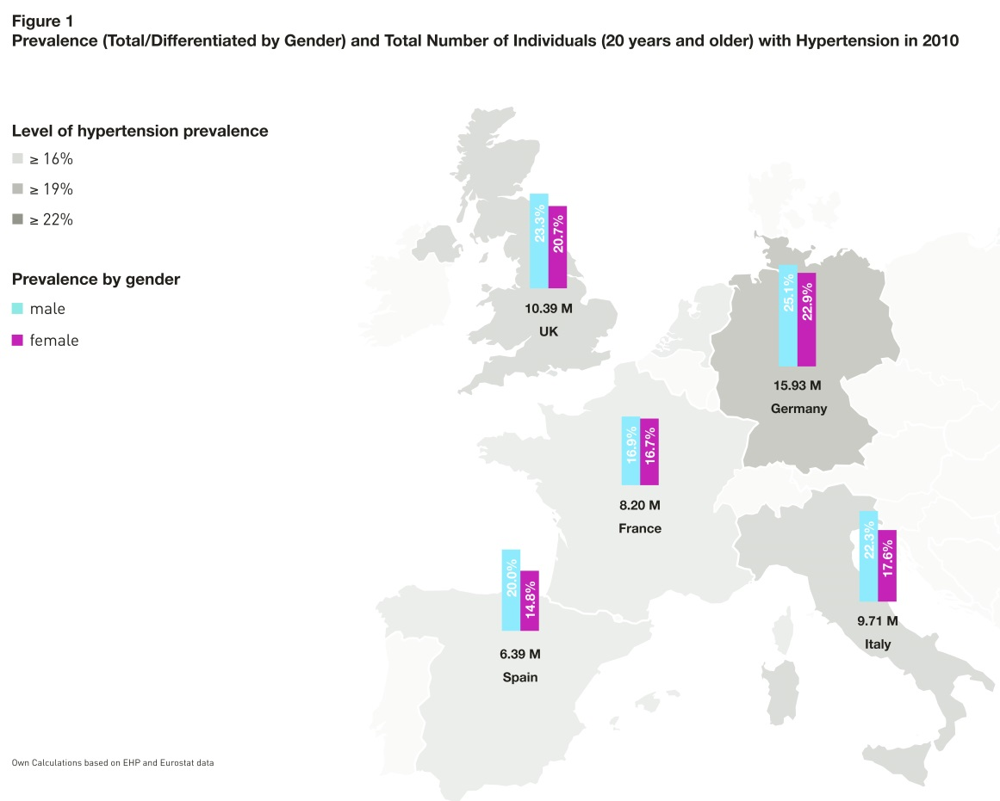 Figure 1
Prevalence (Total/Differentiated by Gender) and Total Number of Individuals (20 years and older) with Hypertension in 2010
Level of hypertension prevalence
≥ 16%
≥ 19%
≥ 22%
Prevalence by gender
male
female
23.3%
20.7%
10.39 M
UK
25.1%
22.9%
15.93 M
Germany
16.9%
16.7%
8.20 M
France
22.3%
17.6%
9.71 M
Italy
20.0%
14.8%
6.39 M
Spain
Own Calculations based on EHP and Eurostat data